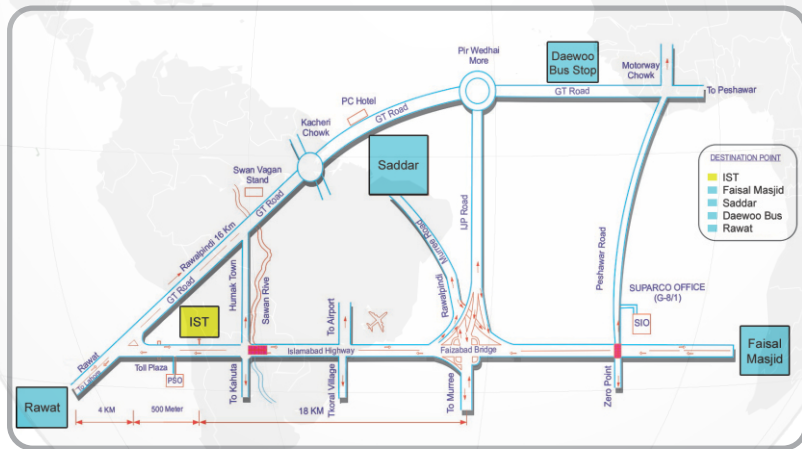 Pir Wedhai
More
Daewoo
Bus Stop
Motorway
Chowk
GT Road
To Peshawar
PC Hotel
GT Road
Kacheri
Chowk
Saddar
Swan Vagan
Stand
GT Road
Rawalpindi 16 Km
GT Road
DESTINATION POINT
IST
Faisal Masjid
Saddar
Daewoo Bus
Rawat
IJP Road
Murree Road
Rawalpindi
Peshawar Road
Humak Town
Sawan Rive
To Airport
SUPARCO OFFICE
(G-8/1)
SIO
IST
Islamabad Highway
Faizabad Bridge
Faisal
Masjid
Rawat
To Lahore
Toll Plaza
PSO
To Kahuta
Tkoral Village
To Murree
Zero Point
Rawat
4 KM
500 Meter
18 KM